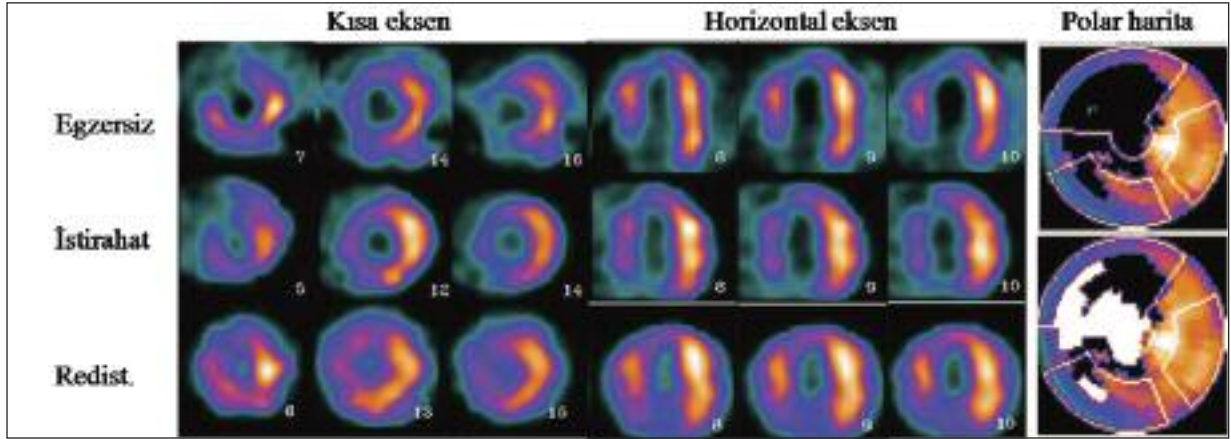 Kısa eksen Horizontal eksen Polar harita
Egzersiz 7 14 16 8 9 10
İstirahat 5 12 14 8 9 10
Redist. 6 13 15 8 9 10